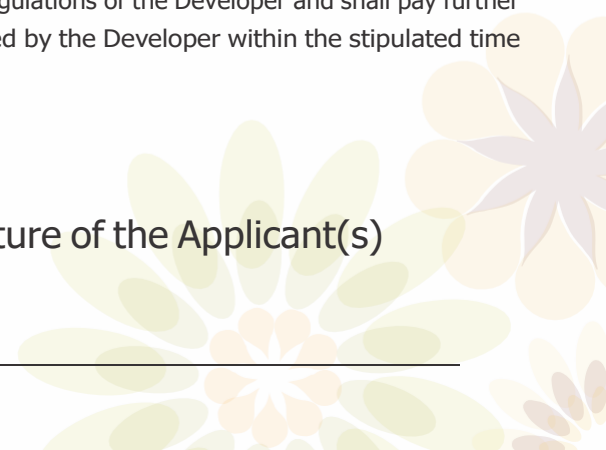 gulations of the Developer and shall pay further
ed by the Developer within the stipulated time
ture of the Applicant(s)